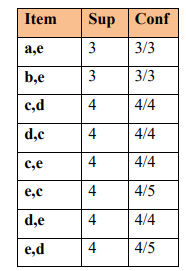 Item Sup Conf
a,e 3 3/3
b,e 3 3/3
c,d 4 4/4
d,c 4 4/4
c,e 4 4/4
e,c 4 4/5
d,e 4 4/4
e,d 4 4/5